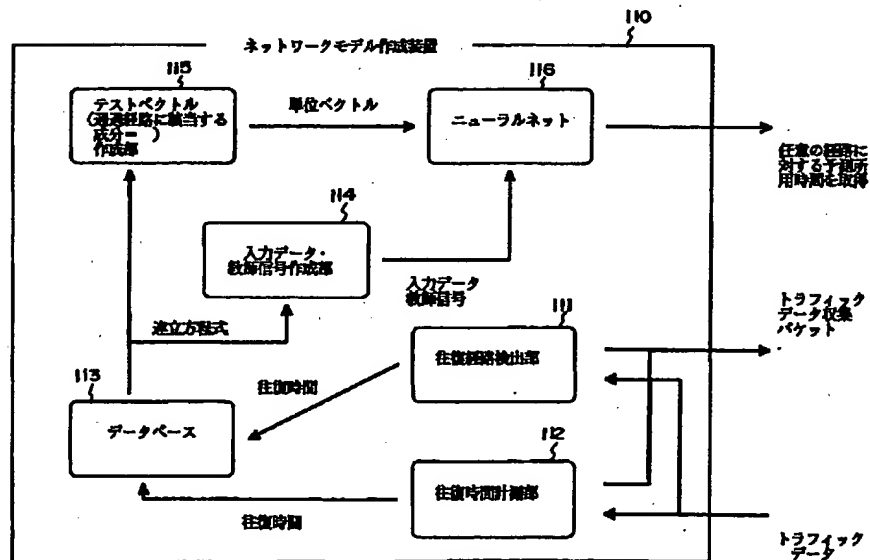 110
ネットワークモデル作成装置
115
テストベクトル
(通過経路に該当する
成分=
作成部
)
単位ベクトル
116
ニューラルネット
任意の経路に
対する予測所
用時間を取得
114
入力データ・
教師信号作成部
入力データ
教師信号
連立方程式
111
往復経路検出部
トラフィック
データ収集
パケット
113
データベース
往復時間
112
往復時間計測部
往復時間
トラフィック
データ